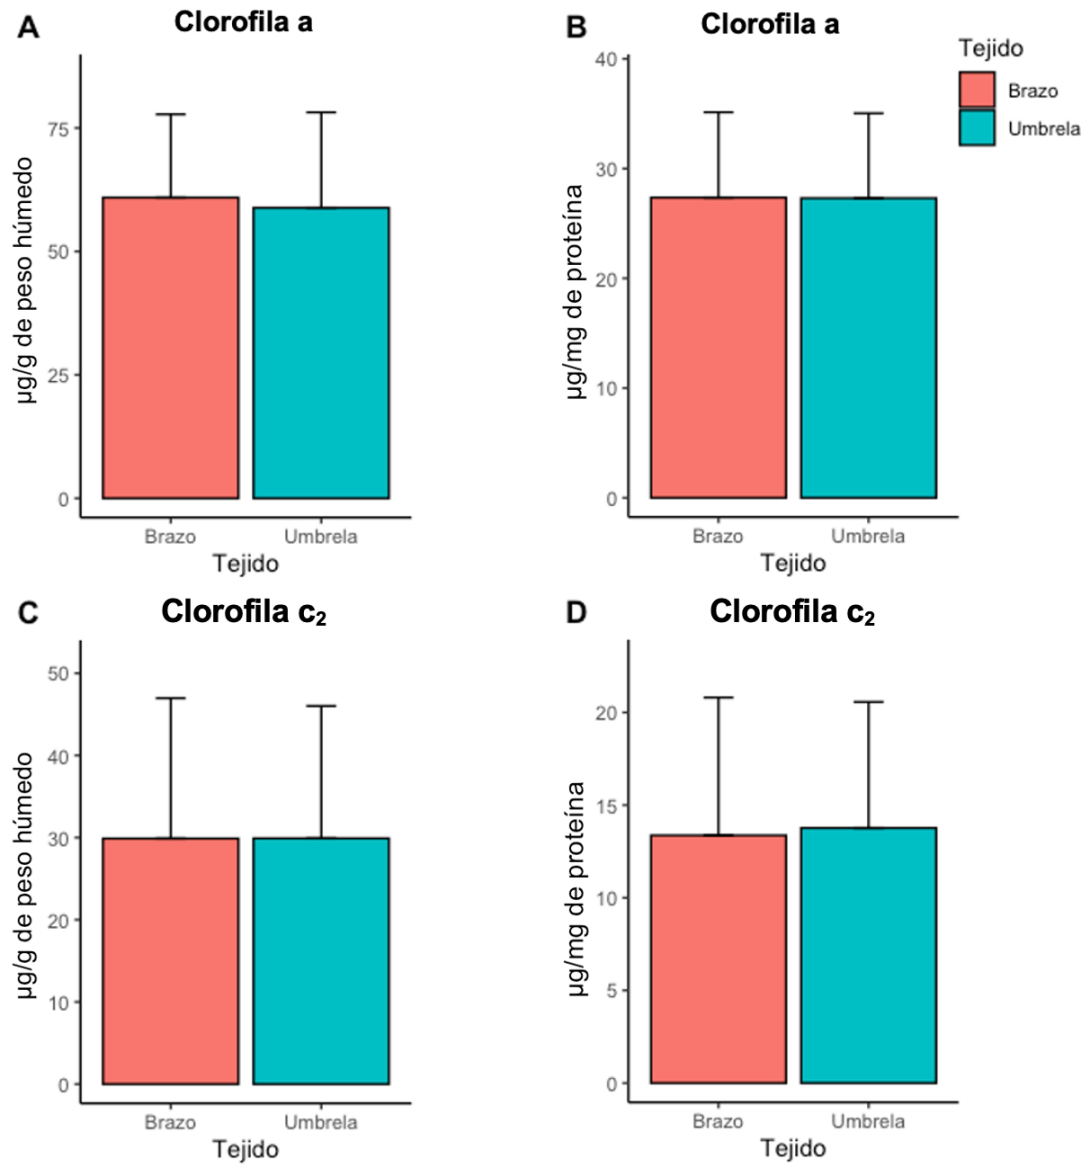 A
Clorofila a
µg/g de peso húmedo
75
50
25
0
Brazo
Umbrela
Tejido
B
Clorofila a
µg/mg de proteína
40
30
20
10
0
Brazo
Umbrela
Tejido
Tejido
Brazo
Umbrela
C
Clorofila c₂
µg/g de peso húmedo
50
40
30
20
10
0
Brazo
Umbrela
Tejido
D
Clorofila c₂
µg/mg de proteína
20
15
10
5
0
Brazo
Umbrela
Tejido